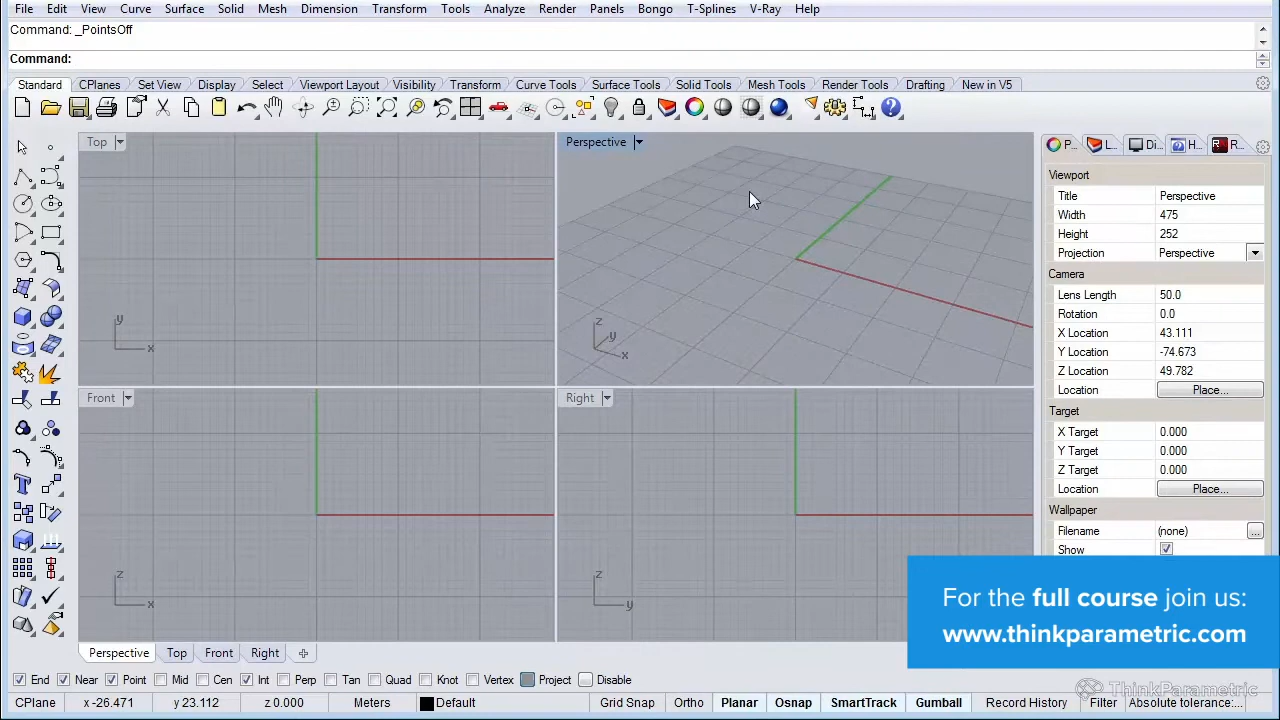 File Edit View Curve Surface Solid Mesh Dimension Transform Tools Analyze Render Panels Bongo T-Splines V-Ray Help
Command: _PointsOff
Command:
Standard CPlanes Set View Display Select Viewport Layout Visibility Transform Curve Tools Surface Tools Solid Tools Mesh Tools Render Tools Drafting New in V5
Top
y
x
Perspective
z
y
x
Front
z
x
Right
z
y
P.. L... Di... H... R...
Viewport
Title Perspective
Width 475
Height 252
Projection Perspective
Camera
Lens Length 50.0
Rotation 0.0
X Location 43.111
Y Location -74.673
Z Location 49.782
Location Place...
Target
X Target 0.000
Y Target 0.000
Z Target 0.000
Location Place...
Wallpaper
Filename (none) ...
Show
For the full course join us:
www.thinkparametric.com
Perspective Top Front Right
End Near Point Mid Cen Int Perp Tan Quad Knot Vertex Project Disable
ThinkParametric
CPlane x -26.471 y 23.112 z 0.000 Meters Default Grid Snap Ortho Planar Osnap SmartTrack Gumball Record History Filter Absolute tolerance...